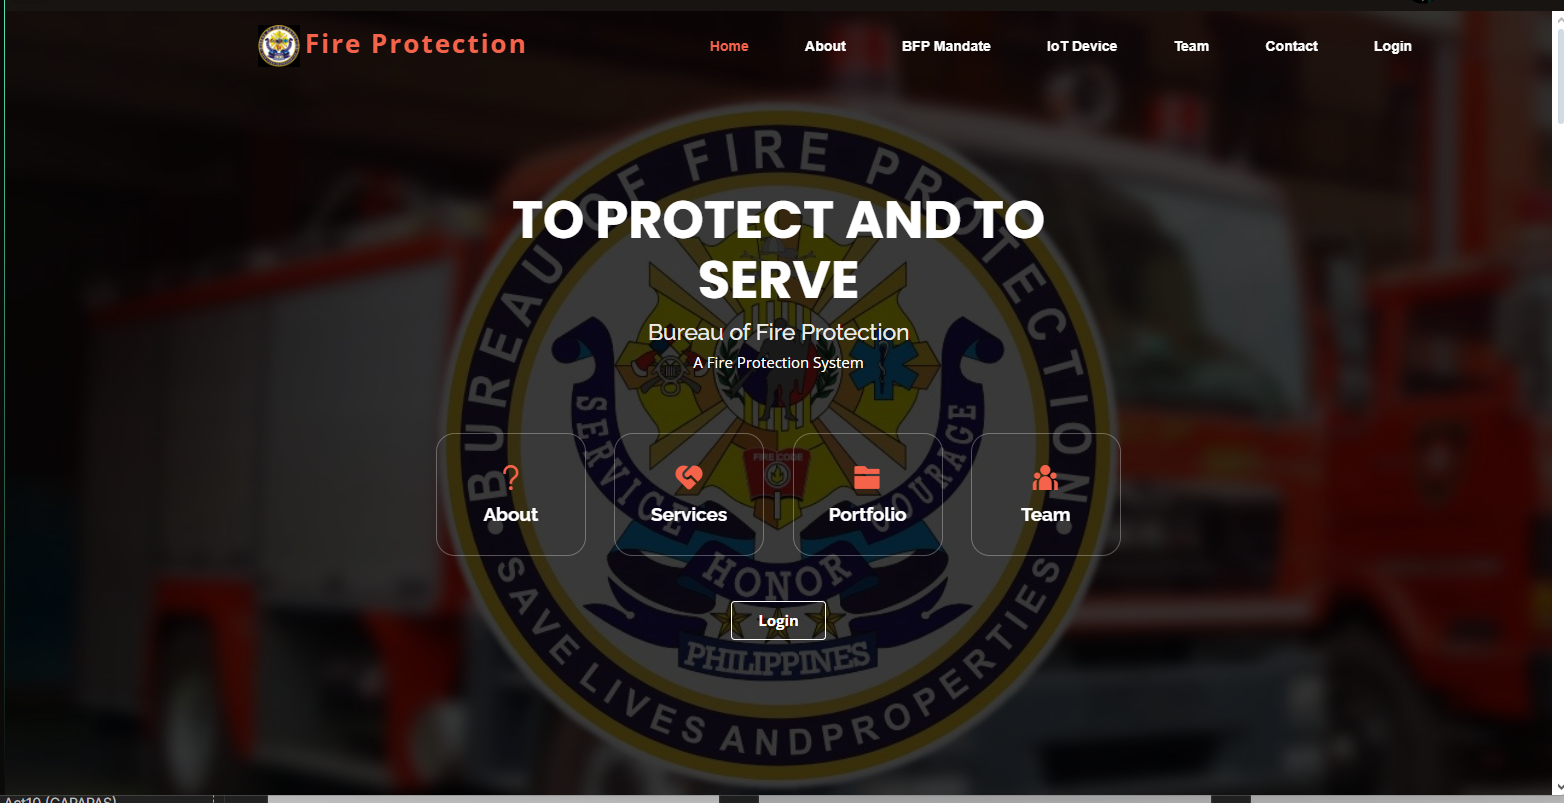 Fire Protection
Home
About
BFP Mandate
IoT Device
Team
Contact
Login
BUREAU OF FIRE PROTECTION
TO PROTECT AND TO
SERVE
Bureau of Fire Protection
A Fire Protection System
SERVICE
COURAGE
FIRE CODE
About
Services
Portfolio
Team
HONOR
Login
PHILIPPINES
SAVE LIVES AND PROPERTIES
Act10 (CAPAPAS)